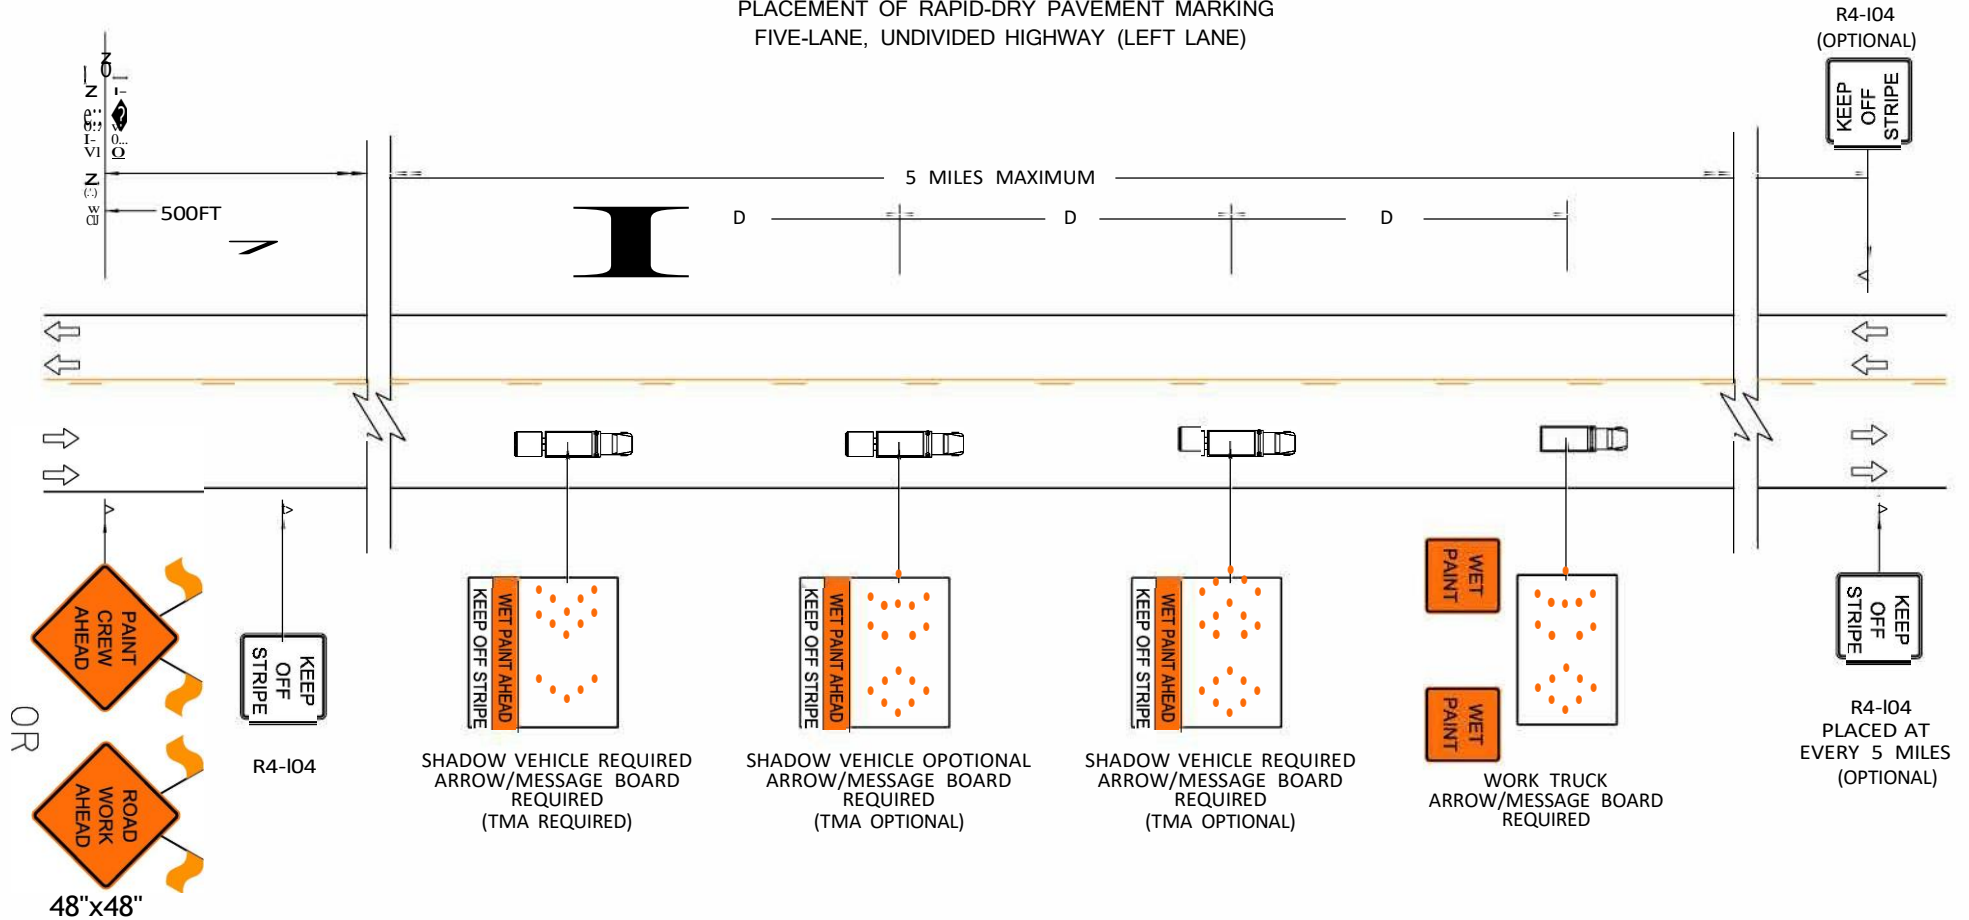 PLACEMENT OF RAPID-DRY PAVEMENT MARKING
FIVE-LANE, UNDIVIDED HIGHWAY (LEFT LANE)
R4-I04
(OPTIONAL)
KEEP
OFF
STRIPE
5 MILES MAXIMUM
500FT
D
D
D
PAINT
CREW
AHEAD
OR
ROAD
WORK
AHEAD
48"x48"
KEEP
OFF
STRIPE
R4-I04
WET PAINT AHEAD
KEEP OFF STRIPE
SHADOW VEHICLE REQUIRED
ARROW/MESSAGE BOARD
REQUIRED
(TMA REQUIRED)
WET PAINT AHEAD
KEEP OFF STRIPE
SHADOW VEHICLE OPOTIONAL
ARROW/MESSAGE BOARD
REQUIRED
(TMA OPTIONAL)
WET PAINT AHEAD
KEEP OFF STRIPE
SHADOW VEHICLE REQUIRED
ARROW/MESSAGE BOARD
REQUIRED
(TMA OPTIONAL)
WET
PAINT
WET
PAINT
WORK TRUCK
ARROW/MESSAGE BOARD
REQUIRED
KEEP
OFF
STRIPE
R4-I04
PLACED AT
EVERY 5 MILES
(OPTIONAL)